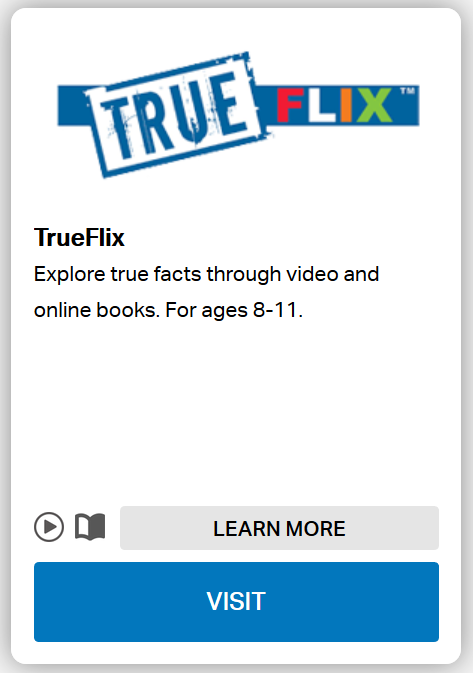 TRUE FLIX™
TrueFlix
Explore true facts through video and
online books. For ages 8-11.
LEARN MORE
VISIT